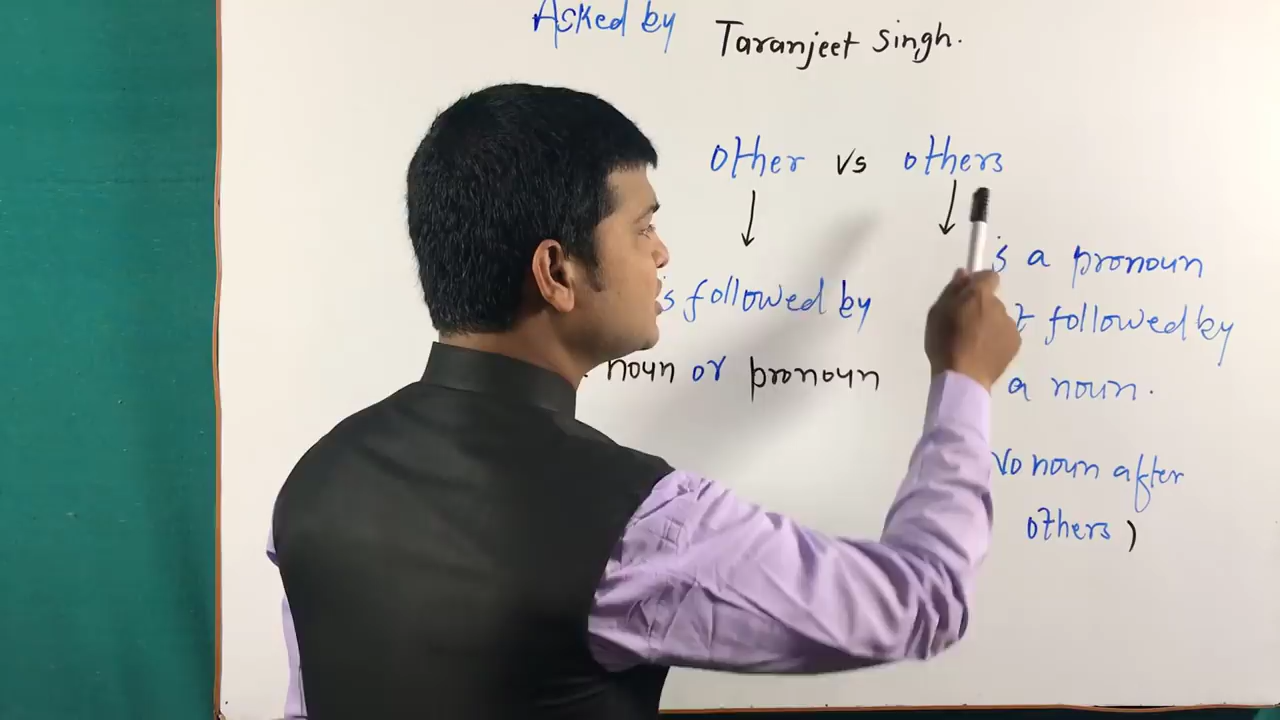 Asked by Taranjeet Singh.
other vs others
followed by
noun or pronoun
a pronoun
followed by
a noun.
noun after
others)